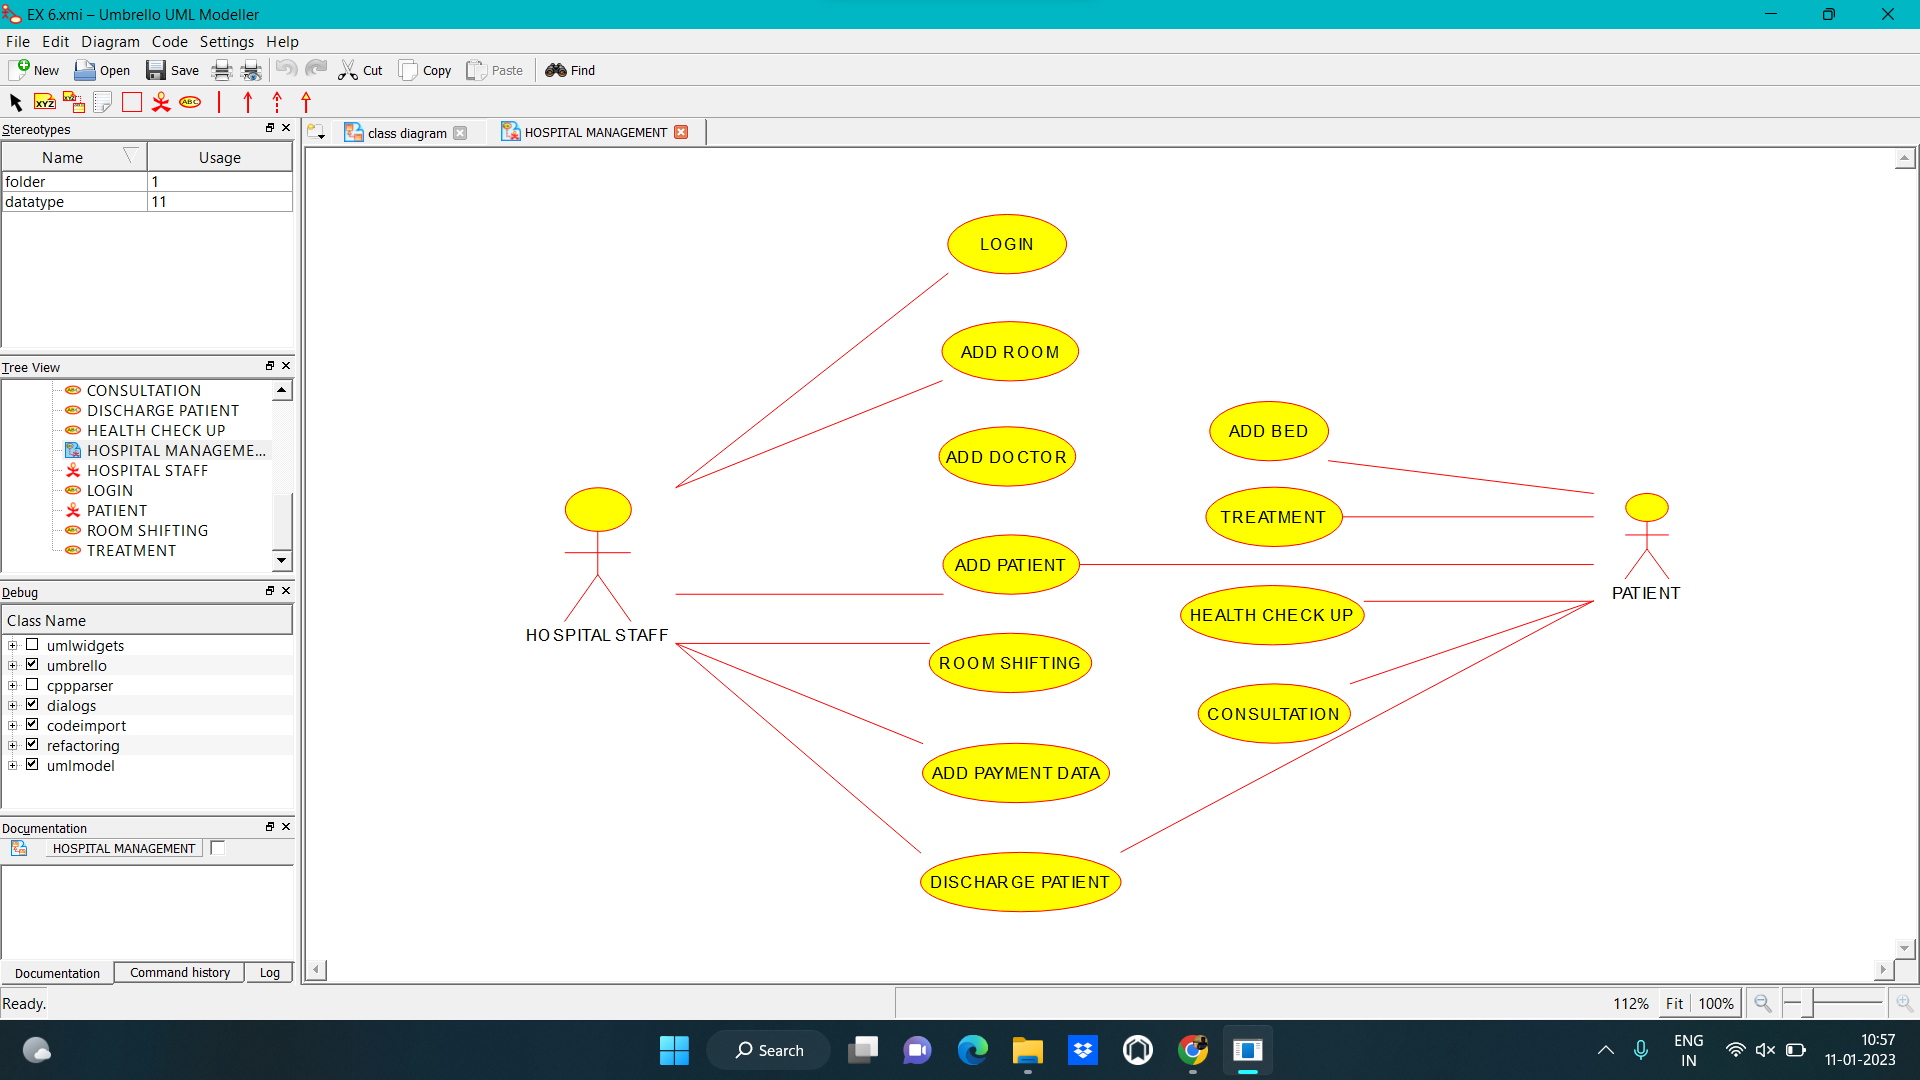 EX 6.xmi – Umbrello UML Modeller
File Edit Diagram Code Settings Help
New Open Save Cut Copy Paste Find
XYZ XYZ ABC
Stereotypes
Name Usage
folder 1
datatype 11
Tree View
CONSULTATION
DISCHARGE PATIENT
HEALTH CHECK UP
HOSPITAL MANAGEME...
HOSPITAL STAFF
LOGIN
PATIENT
ROOM SHIFTING
TREATMENT
Debug
Class Name
umlwidgets
umbrello
cppparser
dialogs
codeimport
refactoring
umlmodel
Documentation
HOSPITAL MANAGEMENT
Documentation Command history Log
class diagram HOSPITAL MANAGEMENT
LOGIN
ADD ROOM
ADD DOCTOR
ADD PATIENT
ROOM SHIFTING
ADD PAYMENT DATA
DISCHARGE PATIENT
HOSPITAL STAFF
ADD BED
TREATMENT
HEALTH CHECK UP
CONSULTATION
PATIENT
Ready.
112% Fit 100%
Search
ENG
IN
10:57
11-01-2023